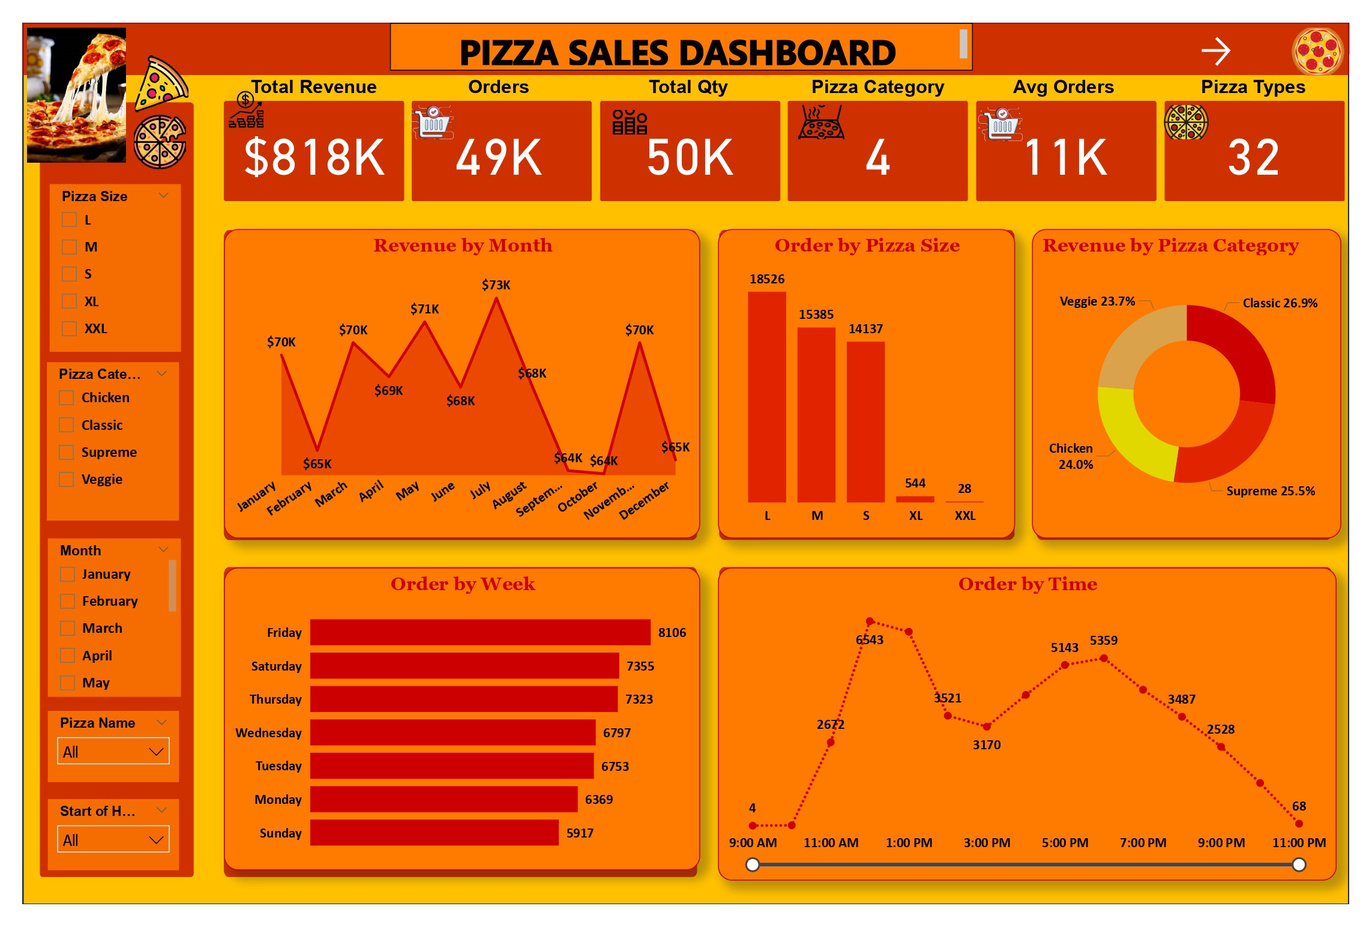 PIZZA SALES DASHBOARD
Total Revenue
Orders
Total Qty
Pizza Category
Avg Orders
Pizza Types
$818K
49K
50K
4
11K
32
Pizza Size
L
M
S
XL
XXL
Pizza Cate...
Chicken
Classic
Supreme
Veggie
Month
January
February
March
April
May
Pizza Name
All
Start of H...
All
Revenue by Month
$70K
$65K
$70K
$69K
$71K
$68K
$73K
$68K
$64K
$64K
$70K
$65K
January
February
March
April
May
June
July
August
Septem...
October
Novemb...
December
Order by Pizza Size
18526
15385
14137
544
28
L
M
S
XL
XXL
Revenue by Pizza Category
Veggie 23.7%
Classic 26.9%
Chicken
24.0%
Supreme 25.5%
Order by Week
Friday 8106
Saturday 7355
Thursday 7323
Wednesday 6797
Tuesday 6753
Monday 6369
Sunday 5917
Order by Time
4
2672
6543
3521
3170
5143
5359
3487
2528
68
9:00 AM
11:00 AM
1:00 PM
3:00 PM
5:00 PM
7:00 PM
9:00 PM
11:00 PM